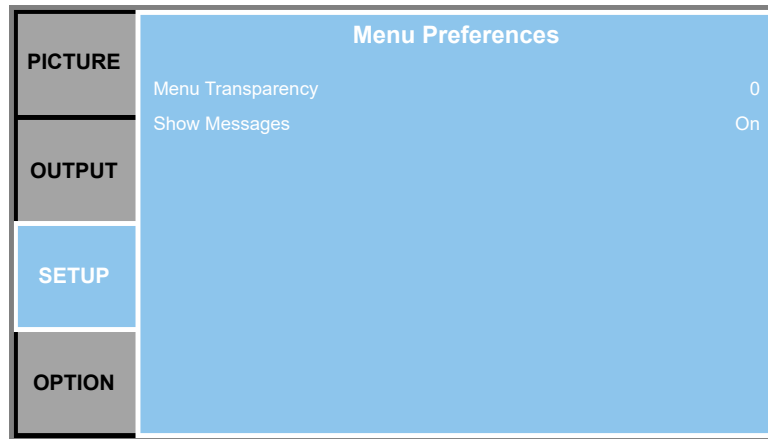 Menu Preferences
PICTURE
Menu Transparency 0
Show Messages On
OUTPUT
SETUP
OPTION